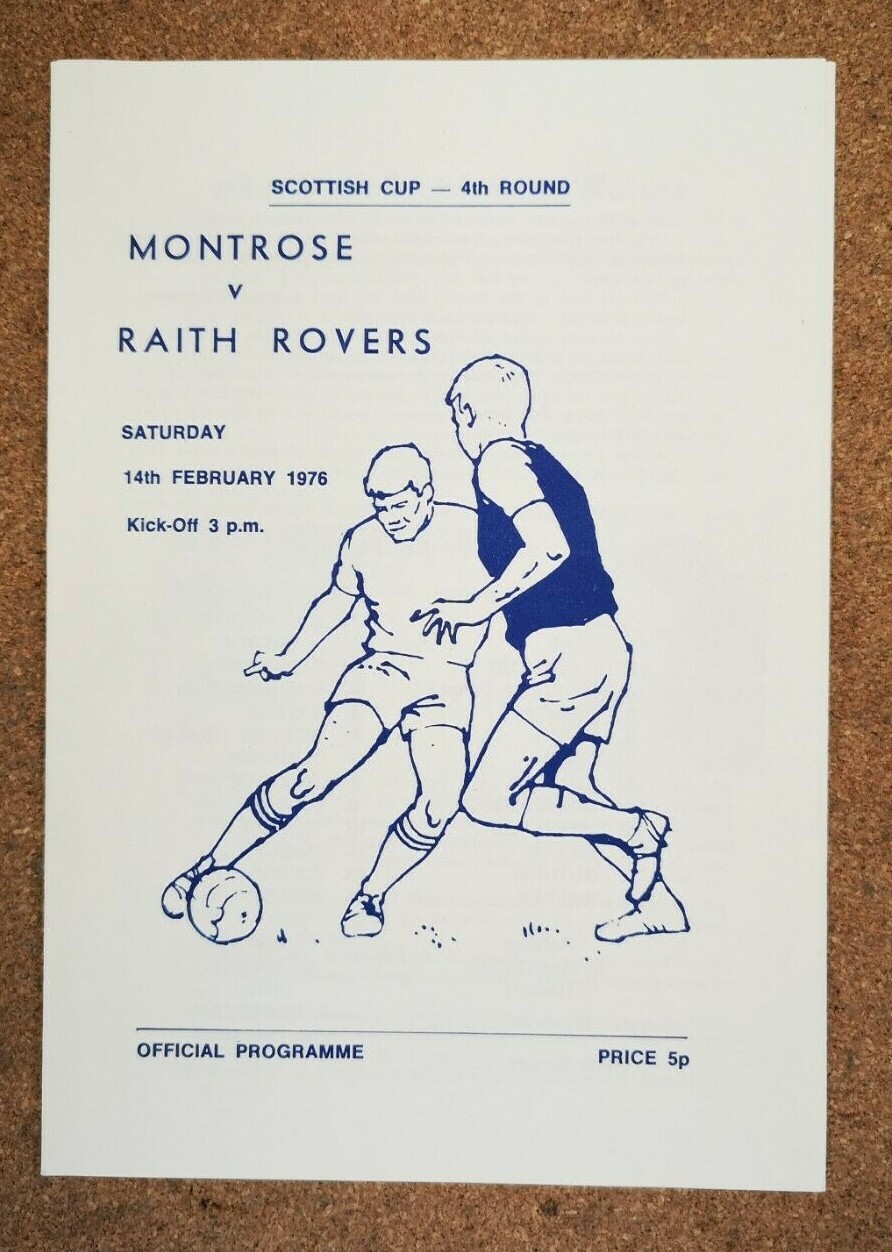 SCOTTISH CUP — 4th ROUND
MONTROSE
v
RAITH ROVERS
SATURDAY
14th FEBRUARY 1976
Kick-Off 3 p.m.
OFFICIAL PROGRAMME
PRICE 5p